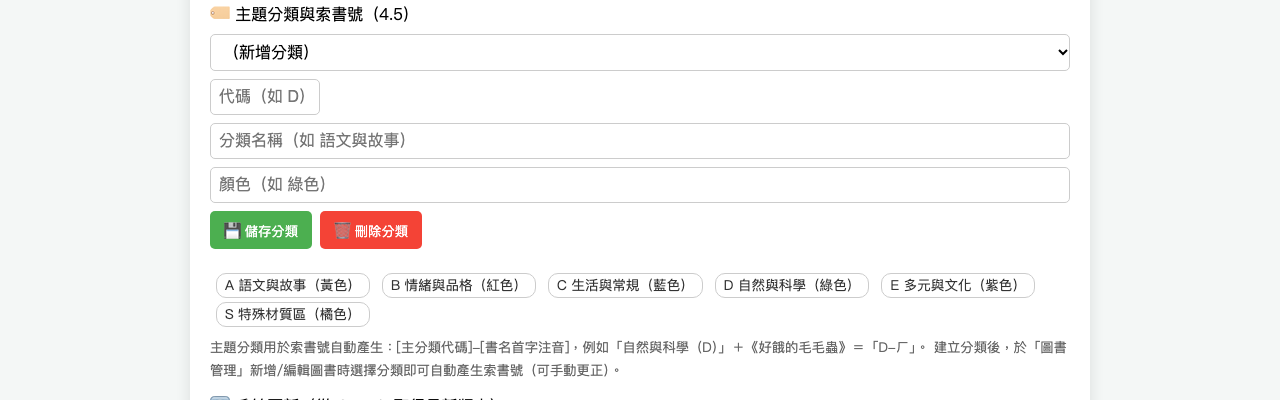 主題分類與索書號（4.5）
（新增分類）
代碼（如 D）
分類名稱（如 語文與故事）
顏色（如 綠色）
儲存分類 刪除分類
A 語文與故事（黃色） B 情緒與品格（紅色） C 生活與常規（藍色） D 自然與科學（綠色） E 多元與文化（紫色）
S 特殊材質區（橘色）
主題分類用於索書號自動產生：[主分類代碼]–[書名首字注音]，例如「自然與科學（D）」＋《好餓的毛毛蟲》＝「D–ㄏ」。 建立分類後，於「圖書
管理」新增/編輯圖書時選擇分類即可自動產生索書號（可手動更正）。